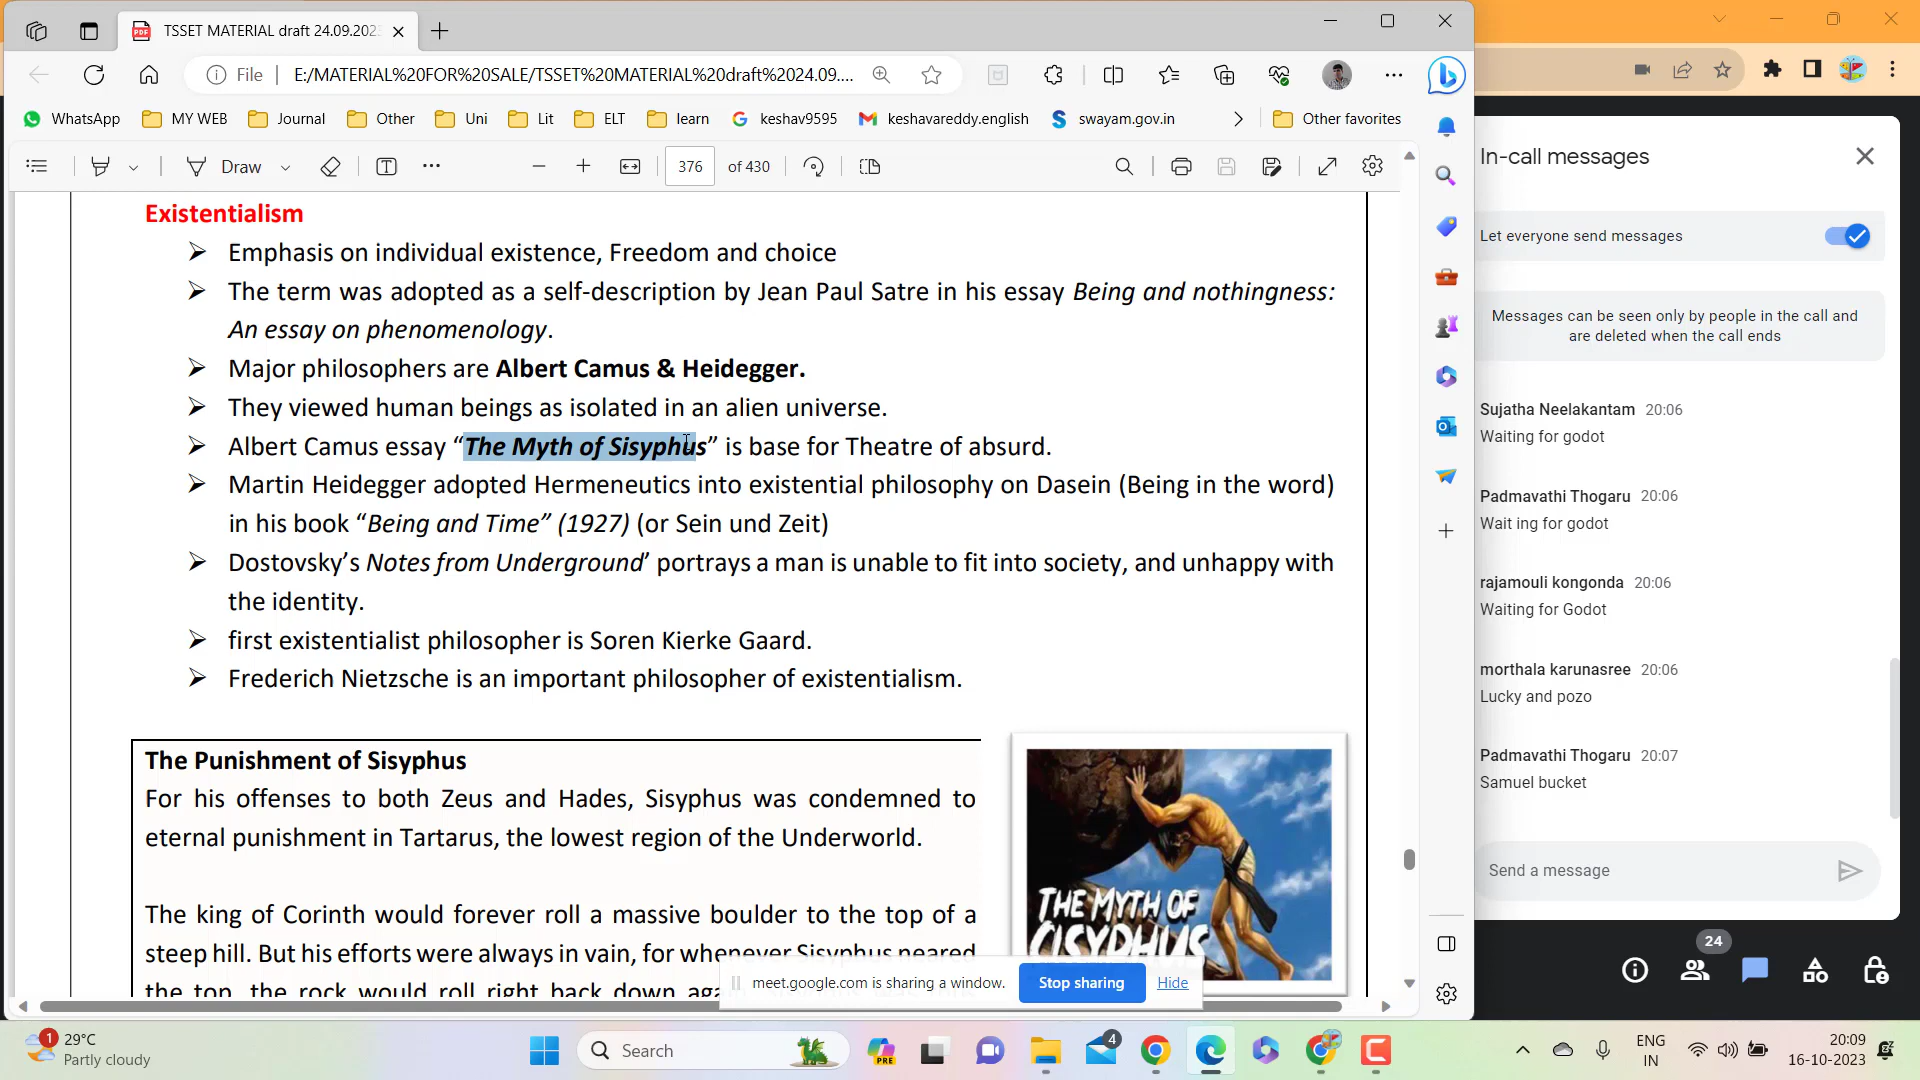 TSSET MATERIAL draft 24.09.202
File
E:/MATERIAL%20FOR%20SALE/TSSET%20MATERIAL%20draft%2024.09....
WhatsApp
MY WEB
Journal
Other
Uni
Lit
ELT
learn
keshav9595
keshavareddy.english
swayam.gov.in
Other favorites
Draw
376
of 430
Existentialism
Emphasis on individual existence, Freedom and choice
The term was adopted as a self-description by Jean Paul Satre in his essay Being and nothingness:
An essay on phenomenology.
Major philosophers are Albert Camus & Heidegger.
They viewed human beings as isolated in an alien universe.
Albert Camus essay “The Myth of Sisyphus” is base for Theatre of absurd.
Martin Heidegger adopted Hermeneutics into existential philosophy on Dasein (Being in the word)
in his book “Being and Time” (1927) (or Sein und Zeit)
Dostovsky’s Notes from Underground’ portrays a man is unable to fit into society, and unhappy with
the identity.
first existentialist philosopher is Soren Kierke Gaard.
Frederich Nietzsche is an important philosopher of existentialism.
The Punishment of Sisyphus
For his offenses to both Zeus and Hades, Sisyphus was condemned to
eternal punishment in Tartarus, the lowest region of the Underworld.
The king of Corinth would forever roll a massive boulder to the top of a
steep hill. But his efforts were always in vain, for whenever Sisyphus neared
the top, the rock would roll right back down
THE MYTH OF
SISYPHUS
meet.google.com is sharing a window.
Stop sharing
Hide
In-call messages
Let everyone send messages
Messages can be seen only by people in the call and
are deleted when the call ends
Sujatha Neelakantam 20:06
Waiting for godot
Padmavathi Thogaru 20:06
Wait ing for godot
rajamouli kongonda 20:06
Waiting for Godot
morthala karunasree 20:06
Lucky and pozo
Padmavathi Thogaru 20:07
Samuel bucket
Send a message
24
1
29°C
Partly cloudy
Search
PRE
4
ENG
IN
20:09
16-10-2023